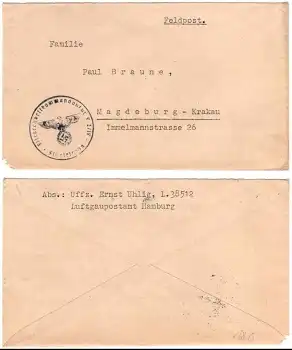 Feldpost.
Familie
Paul Braune,
Magdeburg - Krakau
Immelmannstrasse 26
Abs.: Uffz. Ernst Uhlig, L.38512
Luftgaupostamt Hamburg